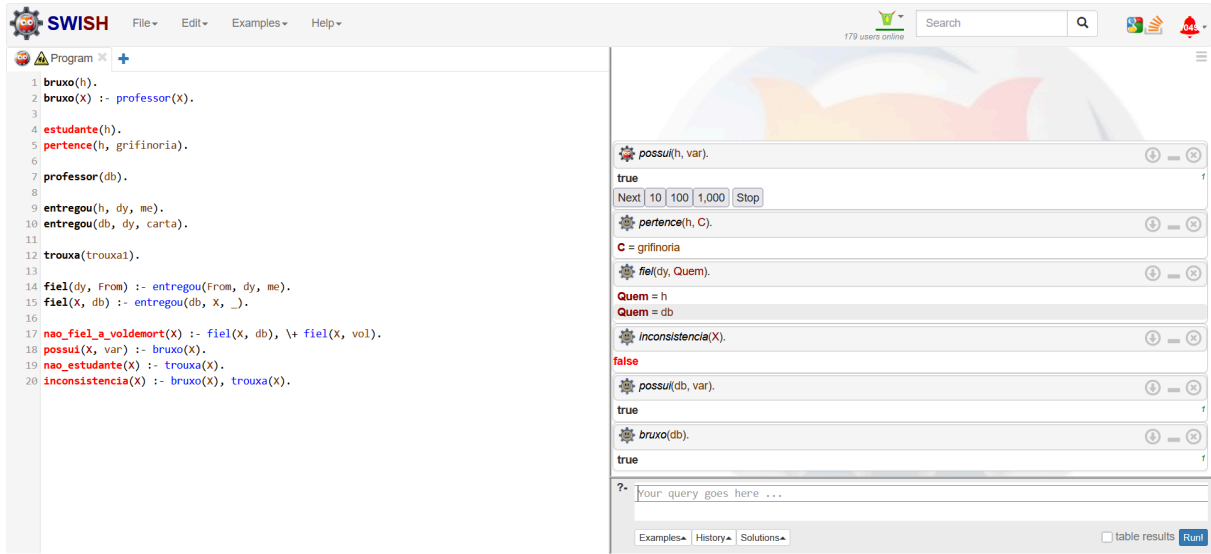 SWISH File Edit Examples Help 179 users online Search
Program
1 bruxo(h).
2 bruxo(X) :- professor(X).
3
4 estudante(h).
5 pertence(h, grifinoria).
6
7 professor(db).
8
9 entregou(h, dy, me).
10 entregou(db, dy, carta).
11
12 trouxa(trouxa1).
13
14 fiel(dy, From) :- entregou(From, dy, me).
15 fiel(X, db) :- entregou(db, X, _).
16
17 nao_fiel_a_voldemort(X) :- fiel(X, db), \+ fiel(X, vol).
18 possui(X, var) :- bruxo(X).
19 nao_estudante(X) :- trouxa(X).
20 inconsistencia(X) :- bruxo(X), trouxa(X).
possui(h, var).
true 1
Next 10 100 1,000 Stop
pertence(h, C).
C = grifinoria
fiel(dy, Quem).
Quem = h
Quem = db
inconsistencia(X).
false
possui(db, var).
true 1
bruxo(db).
true 1
?- Your query goes here ...
Examples History Solutions table results Run!